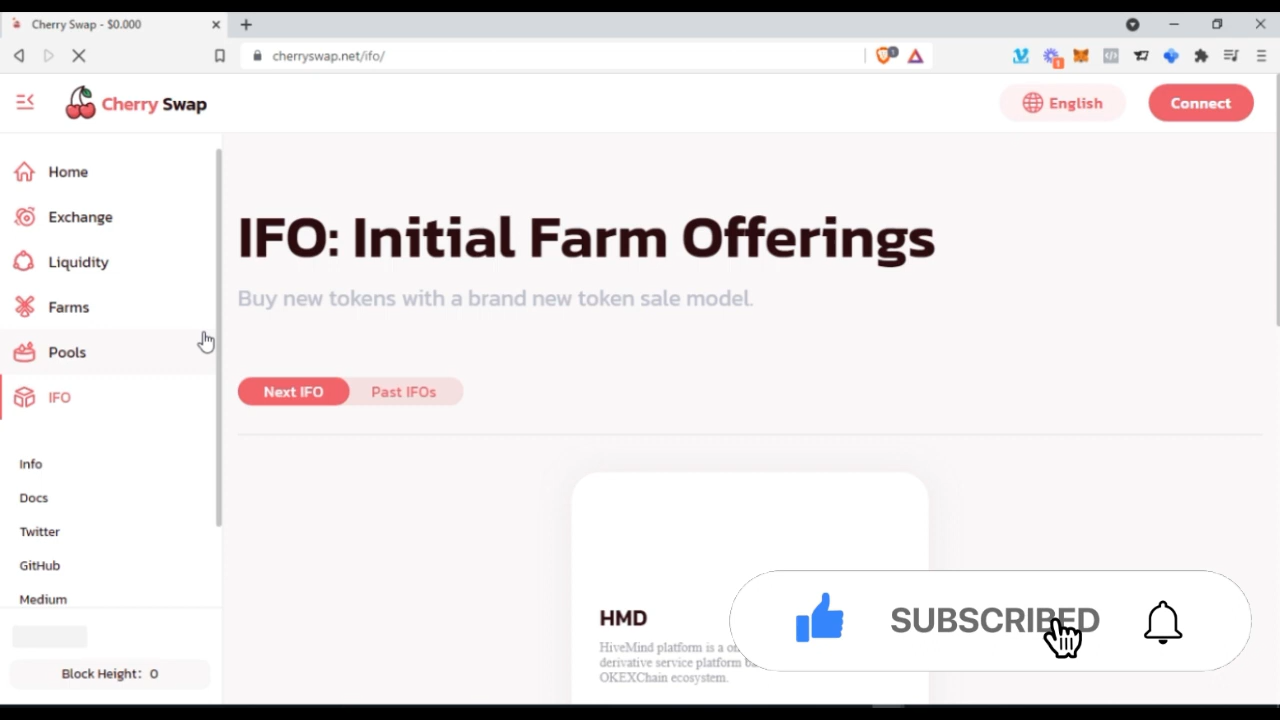 Cherry Swap - $0.000
cherryswap.net/ifo/
Cherry Swap
English
Connect
Home
Exchange
Liquidity
Farms
Pools
IFO
Info
Docs
Twitter
GitHub
Medium
Block Height: 0
IFO: Initial Farm Offerings
Buy new tokens with a brand new token sale model.
Next IFO
Past IFOs
HMD
HiveMind platform is a
derivative service platform
OKEXChain ecosystem.
SUBSCRIBED